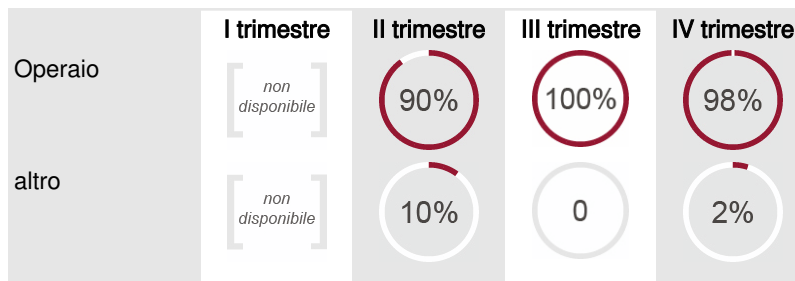 I trimestre II trimestre III trimestre IV trimestre
Operaio
non
disponibile
90%
100%
98%
altro
non
disponibile
10%
0
2%